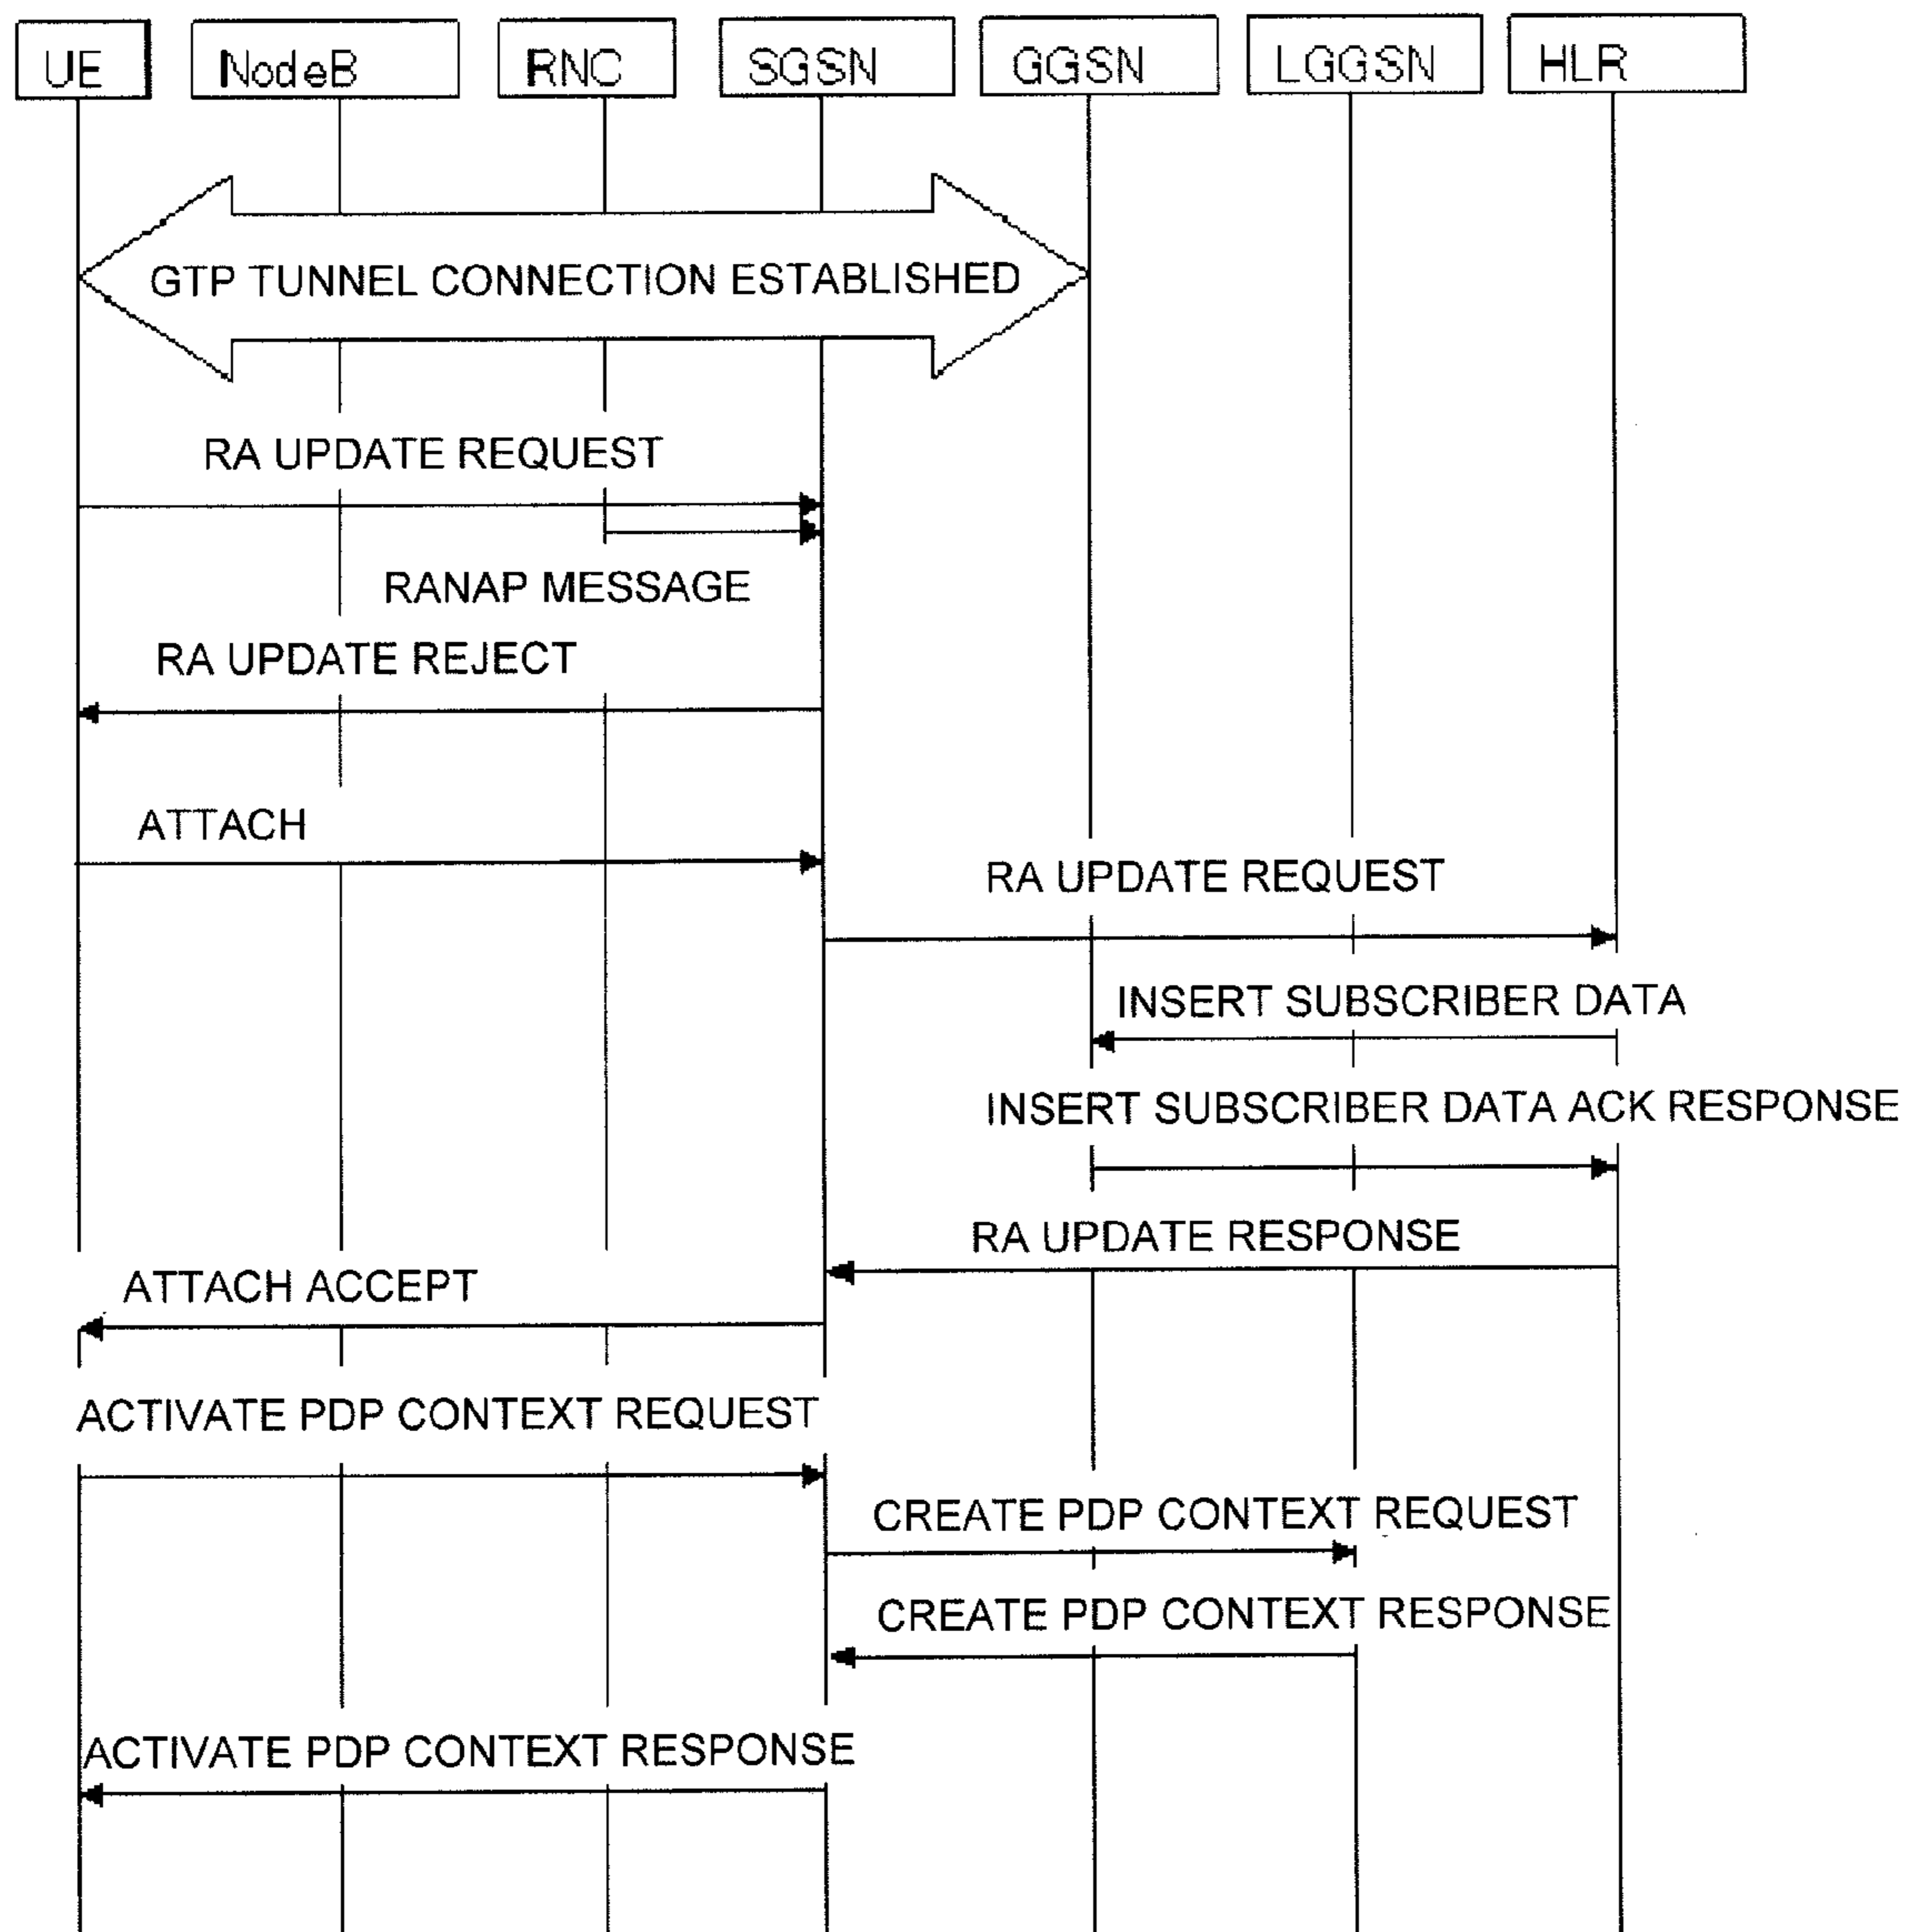 UE NodeB RNC SGSN GGSN LGGSN HLR
GTP TUNNEL CONNECTION ESTABLISHED
RA UPDATE REQUEST
RANAP MESSAGE
RA UPDATE REJECT
ATTACH
RA UPDATE REQUEST
INSERT SUBSCRIBER DATA
INSERT SUBSCRIBER DATA ACK RESPONSE
RA UPDATE RESPONSE
ATTACH ACCEPT
ACTIVATE PDP CONTEXT REQUEST
CREATE PDP CONTEXT REQUEST
CREATE PDP CONTEXT RESPONSE
ACTIVATE PDP CONTEXT RESPONSE